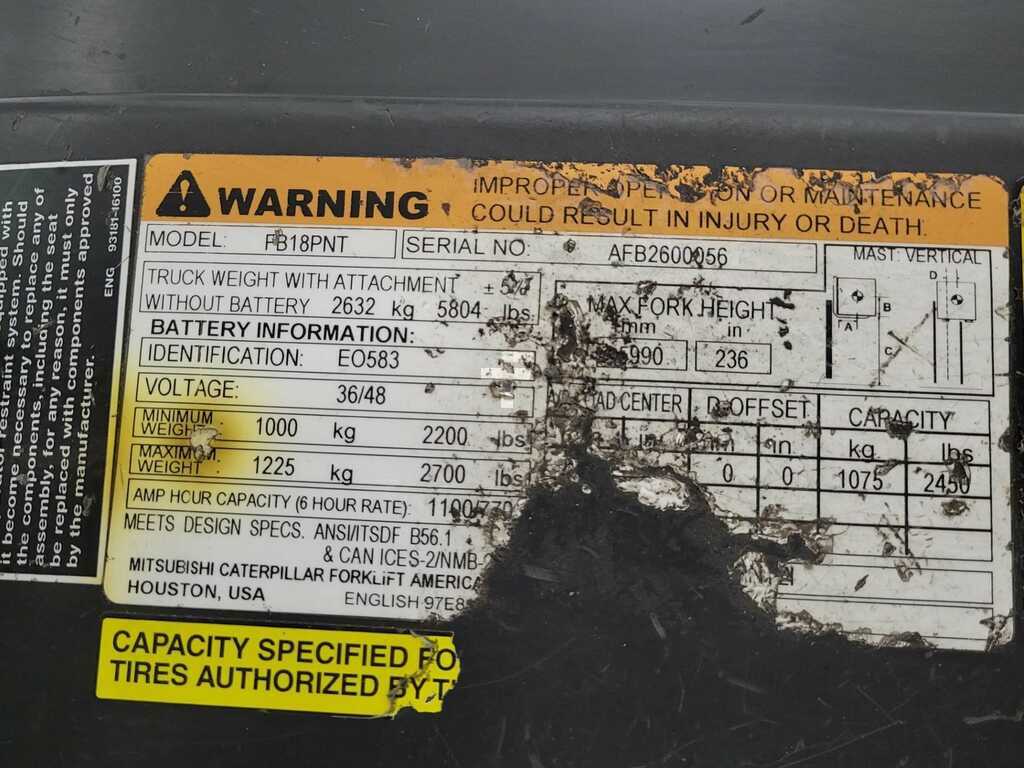 equipped with
operator restraint system. Should
it become necessary to replace any of
the components, including the seat
assembly, for any reason, it must only
be replaced with components approved
by the manufacturer.
ENG 93181-16100
WARNING
IMPROPER OPERATION OR MAINTENANCE
COULD RESULT IN INJURY OR DEATH.
MODEL: FB18PNT
SERIAL NO: AFB2600056
MAST: VERTICAL
TRUCK WEIGHT WITH ATTACHMENT ± 5%
WITHOUT BATTERY 2632 kg 5804 lbs
MAX FORK HEIGHT
mm in
990 236
A B C D
BATTERY INFORMATION:
IDENTIFICATION: EO583
VOLTAGE: 36/48
MINIMUM WEIGHT 1000 kg 2200 lbs
MAXIMUM WEIGHT 1225 kg 2700 lbs
AMP HOUR CAPACITY (6 HOUR RATE): 1100/
LOAD CENTER D OFFSET CAPACITY
in kg lbs
0 0 1075 2450
MEETS DESIGN SPECS. ANSI/ITSDF B56.1
& CAN ICES-2/NMB-
MITSUBISHI CATERPILLAR FORKLIFT AMERICA
HOUSTON, USA
ENGLISH 97E8
CAPACITY SPECIFIED FO
TIRES AUTHORIZED BY T